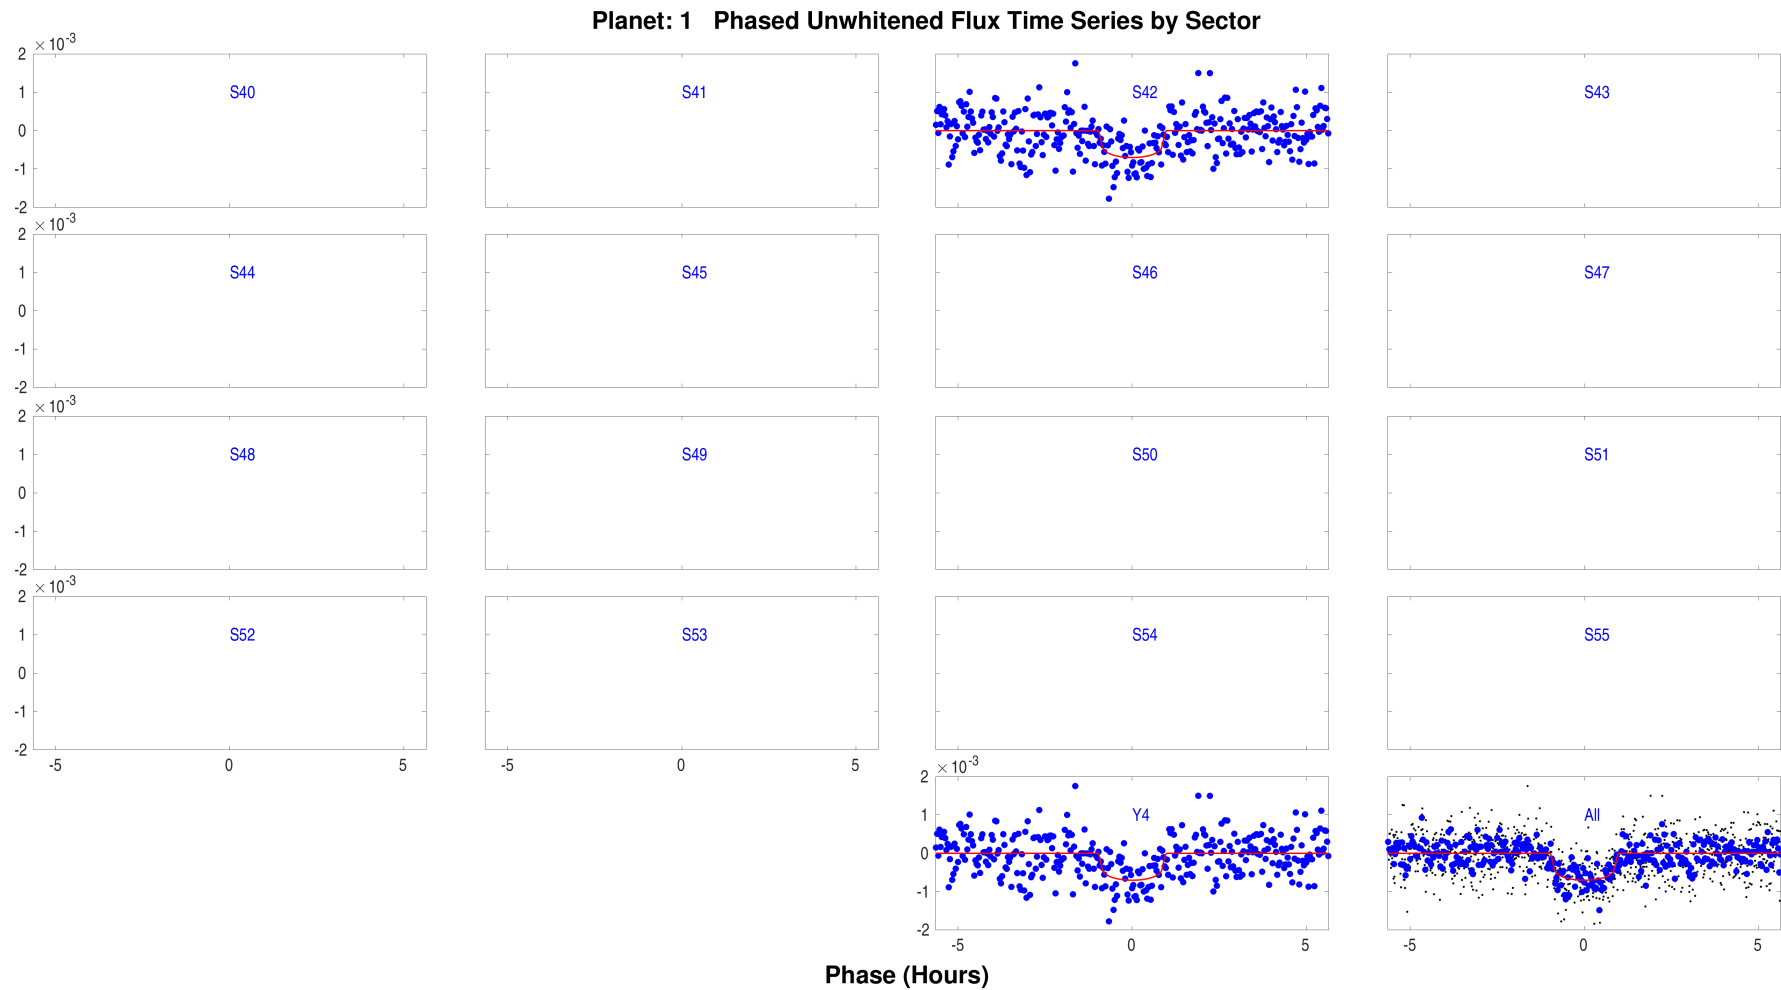 Planet: 1 Phased Unwhitened Flux Time Series by Sector
×10⁻³
2 1 0 -1 -2
S40 S41 S42 S43
×10⁻³
2 1 0 -1 -2
S44 S45 S46 S47
×10⁻³
2 1 0 -1 -2
S48 S49 S50 S51
×10⁻³
2 1 0 -1 -2
S52 S53 S54 S55
-5 0 5 -5 0 5
×10⁻³
2 1 0 -1 -2
Y4 All
-5 0 5 -5 0 5
Phase (Hours)